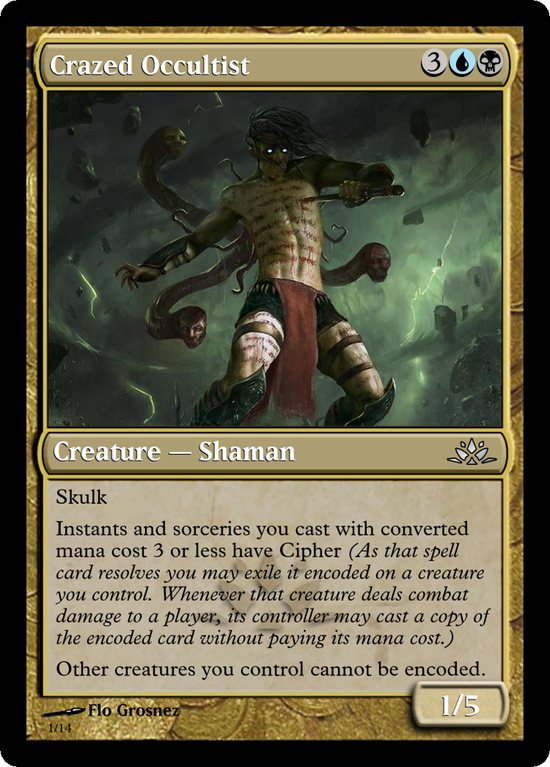 Crazed Occultist 3
Creature — Shaman
Skulk
Instants and sorceries you cast with converted
mana cost 3 or less have Cipher (As that spell
card resolves you may exile it encoded on a creature
you control. Whenever that creature deals combat
damage to a player, its controller may cast a copy of
the encoded card without paying its mana cost.)
Other creatures you control cannot be encoded.
1/5
Flo Grosnez
1/14